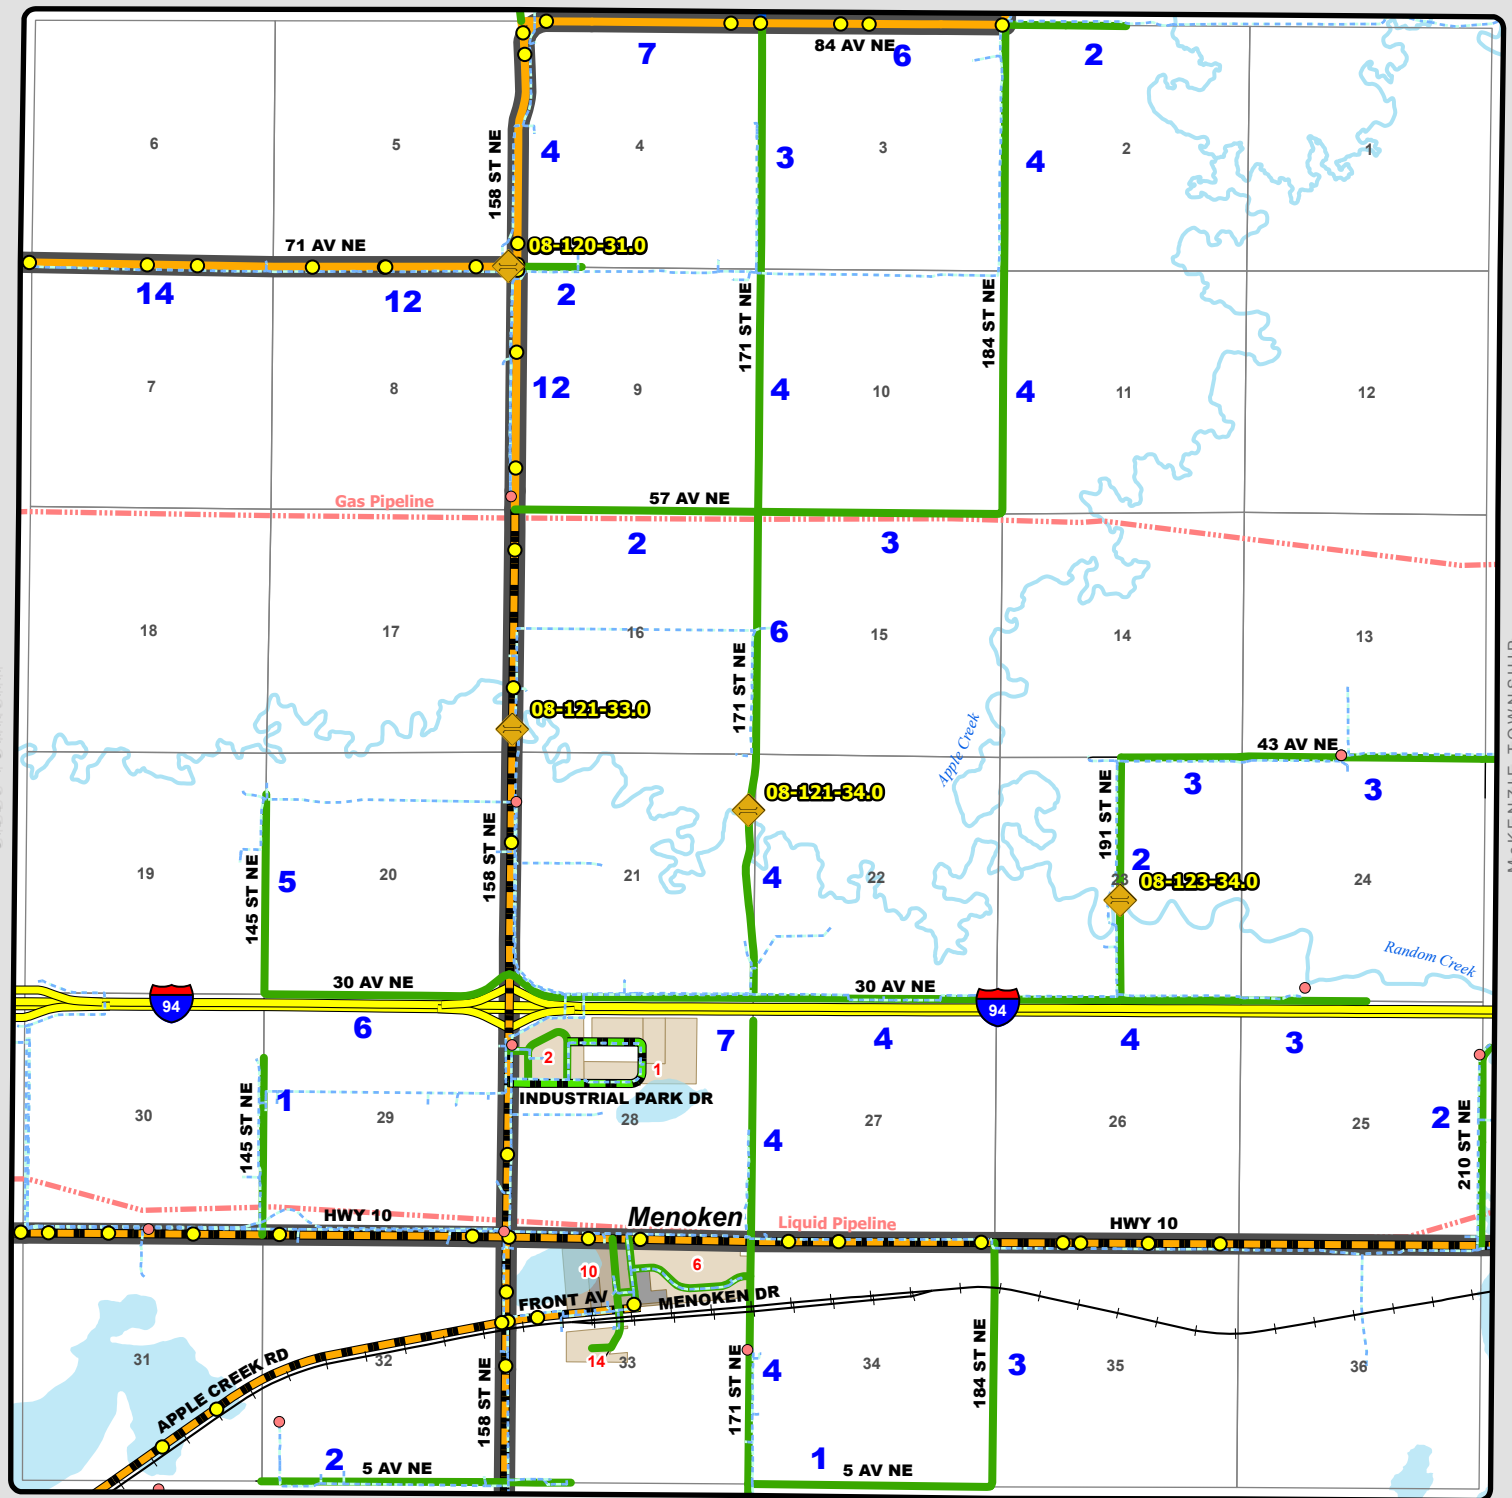 84 AV NE
7
6
2
6
5
158 ST NE
4
4
3
3
4
2
1
71 AV NE
08-120-31.0
14
12
2
171 ST NE
184 ST NE
7
8
12
9
4
10
4
11
12
Gas Pipeline
57 AV NE
2
3
18
17
16
6
15
14
13
171 ST NE
08-121-33.0
Apple Creek
43 AV NE
08-121-34.0
3
3
191 ST NE
158 ST NE
145 ST NE
19
5
20
21
4
22
2
23
08-123-34.0
24
Random Creek
30 AV NE
30 AV NE
94
94
6
7
4
4
3
2
1
INDUSTRIAL PARK DR
145 ST NE
30
1
29
28
4
27
26
25
2
210 ST NE
HWY 10
Menoken
Liquid Pipeline
HWY 10
10
6
FRONT AV
MENOKEN DR
APPLE CREEK RD
31
32
14
33
158 ST NE
171 ST NE
4
34
184 ST NE
3
35
36
2
5 AV NE
1
5 AV NE
McKENZIE TOWNSHIP